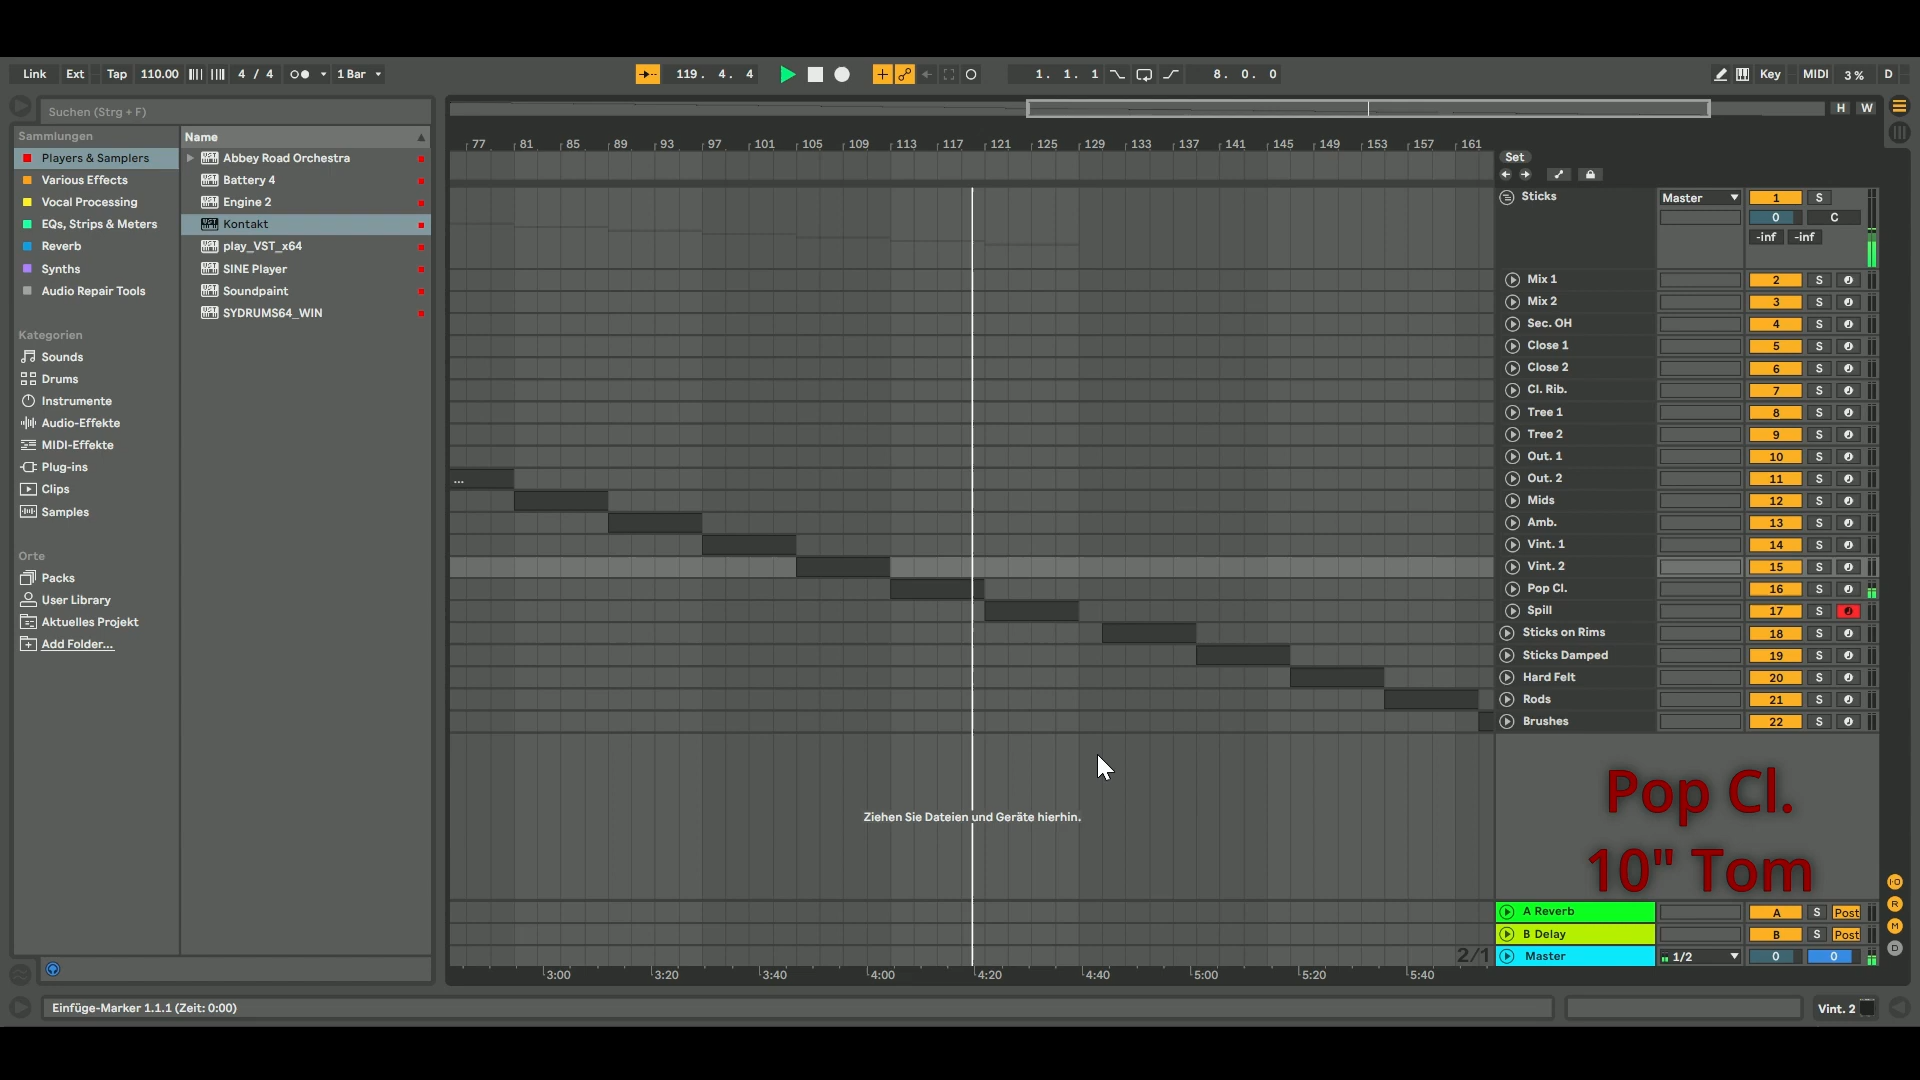 Link Ext Tap 110.00 4 / 4 1 Bar 119. 4. 4 1. 1. 1 8. 0. 0 Key MIDI 3 % D
Suchen (Strg + F)
H W
Sammlungen
Players & Samplers
Various Effects
Vocal Processing
EQs, Strips & Meters
Reverb
Synths
Audio Repair Tools
Kategorien
Sounds
Drums
Instrumente
Audio-Effekte
MIDI-Effekte
Plug-ins
Clips
Samples
Orte
Packs
User Library
Aktuelles Projekt
Add Folder...
Name
Abbey Road Orchestra
Battery 4
Engine 2
Kontakt
play_VST_x64
SINE Player
Soundpaint
SYDRUMS64_WIN
77 81 85 89 93 97 101 105 109 113 117 121 125 129 133 137 141 145 149 153 157 161
Set
Sticks Master 1 S
0 C
-inf -inf
Mix 1 2 S
Mix 2 3 S
Sec. OH 4 S
Close 1 5 S
Close 2 6 S
Cl. Rib. 7 S
Tree 1 8 S
Tree 2 9 S
Out. 1 10 S
Out. 2 11 S
Mids 12 S
Amb. 13 S
Vint. 1 14 S
Vint. 2 15 S
Pop Cl. 16 S
Spill 17 S
Sticks on Rims 18 S
Sticks Damped 19 S
Hard Felt 20 S
Rods 21 S
Brushes 22 S
...
Ziehen Sie Dateien und Geräte hierhin.
Pop Cl.
10" Tom
I·O
R
M
D
A Reverb A S Post
B Delay B S Post
2/1 Master 1/2 0 0
3:00 3:20 3:40 4:00 4:20 4:40 5:00 5:20 5:40
Einfüge-Marker 1.1.1 (Zeit: 0:00)
Vint. 2